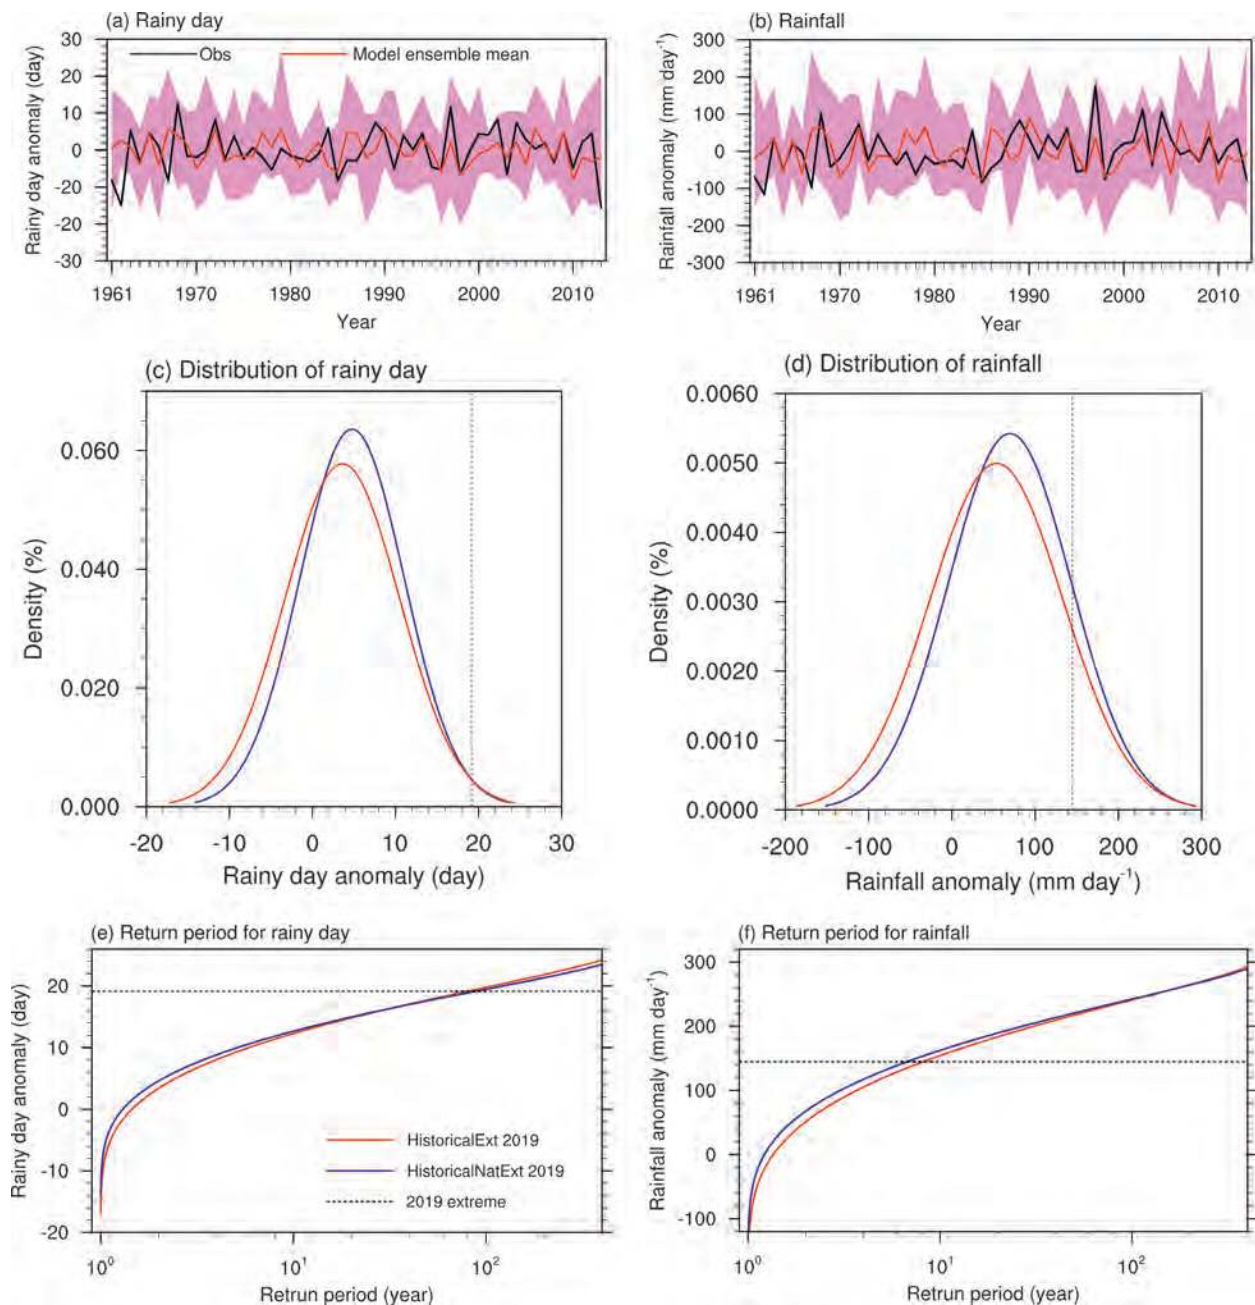 (a) Rainy day
30
20
10
0
-10
-20
-30
Rainy day anomaly (day)
Obs
Model ensemble mean
1961
1970
1980
1990
2000
2010
Year
(b) Rainfall
300
200
100
0
-100
-200
-300
Rainfall anomaly (mm day⁻¹)
1961
1970
1980
1990
2000
2010
Year
(c) Distribution of rainy day
0.060
0.040
0.020
0.000
Density (%)
-20
-10
0
10
20
30
Rainy day anomaly (day)
(d) Distribution of rainfall
0.0060
0.0050
0.0040
0.0030
0.0020
0.0010
0.0000
Density (%)
-200
-100
0
100
200
300
Rainfall anomaly (mm day⁻¹)
(e) Return period for rainy day
20
10
0
-10
-20
Rainy day anomaly (day)
HistoricalExt 2019
HistoricalNatExt 2019
2019 extreme
10⁰
10¹
10²
Retrun period (year)
(f) Return period for rainfall
300
200
100
0
-100
Rainfall anomaly (mm day⁻¹)
10⁰
10¹
10²
Retrun period (year)